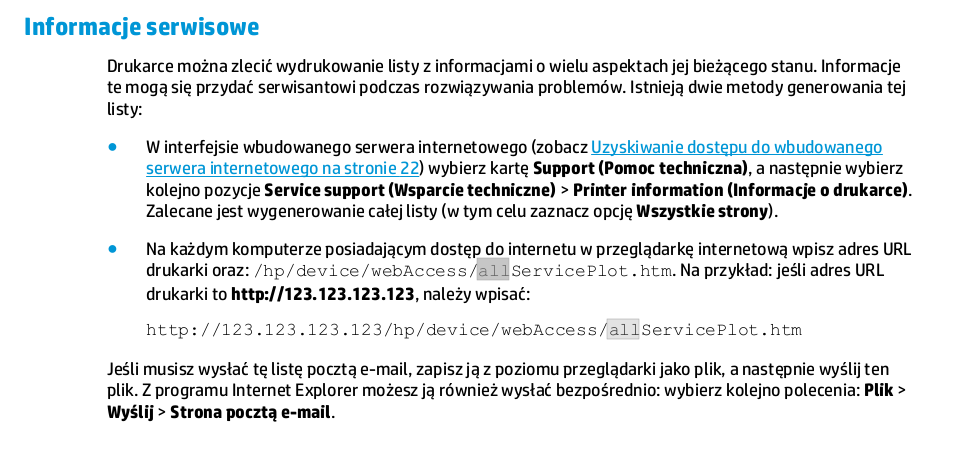 Informacje serwisowe
Drukarce można zlecić wydrukowanie listy z informacjami o wielu aspektach jej bieżącego stanu. Informacje
te mogą się przydać serwisantowi podczas rozwiązywania problemów. Istnieją dwie metody generowania tej
listy:
● W interfejsie wbudowanego serwera internetowego (zobacz Uzyskiwanie dostępu do wbudowanego
serwera internetowego na stronie 22) wybierz kartę Support (Pomoc techniczna), a następnie wybierz
kolejno pozycje Service support (Wsparcie techniczne) > Printer information (Informacje o drukarce).
Zalecane jest wygenerowanie całej listy (w tym celu zaznacz opcję Wszystkie strony).
● Na każdym komputerze posiadającym dostęp do internetu w przeglądarkę internetową wpisz adres URL
drukarki oraz: /hp/device/webAccess/allServicePlot.htm. Na przykład: jeśli adres URL
drukarki to http://123.123.123.123, należy wpisać:
http://123.123.123.123/hp/device/webAccess/allServicePlot.htm
Jeśli musisz wysłać tę listę pocztą e-mail, zapisz ją z poziomu przeglądarki jako plik, a następnie wyślij ten
plik. Z programu Internet Explorer możesz ją również wysłać bezpośrednio: wybierz kolejno polecenia: Plik >
Wyślij > Strona pocztą e-mail.